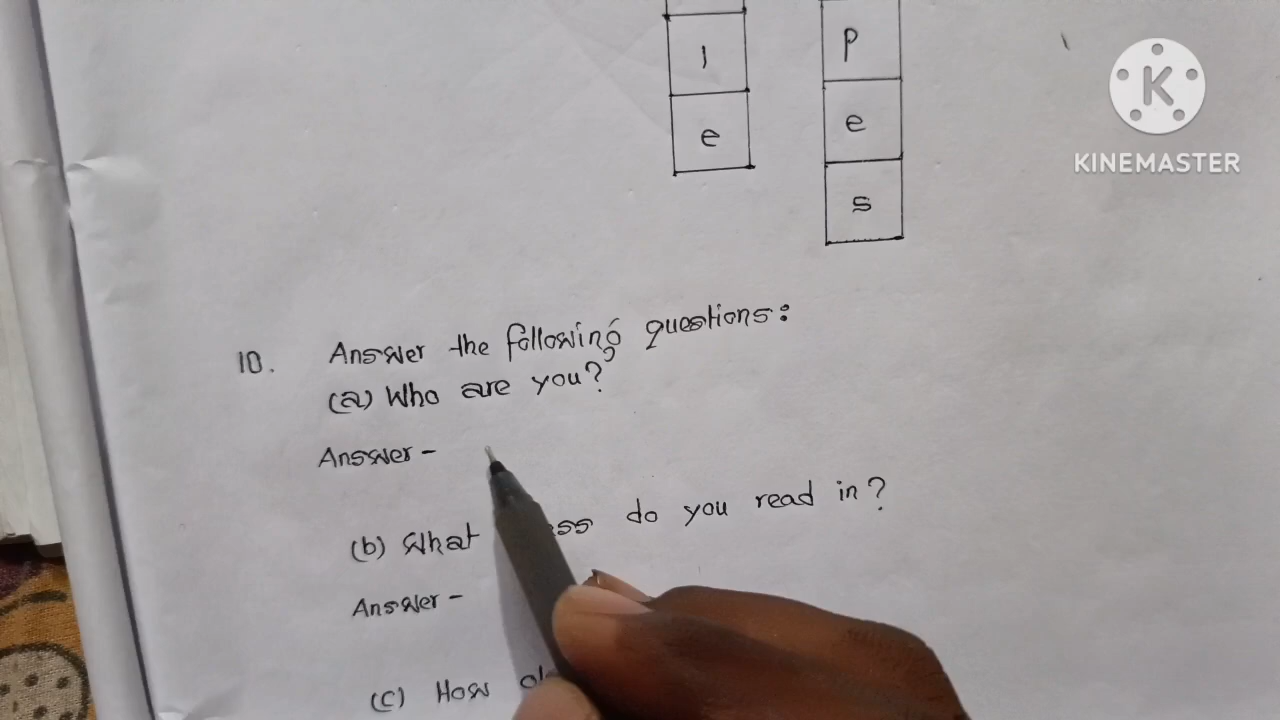 l
e
p
e
s
K
KINEMASTER
10. Answer the following questions:
(a) Who are you?
Answer -
(b) What do you read in?
Answer -
(c) How